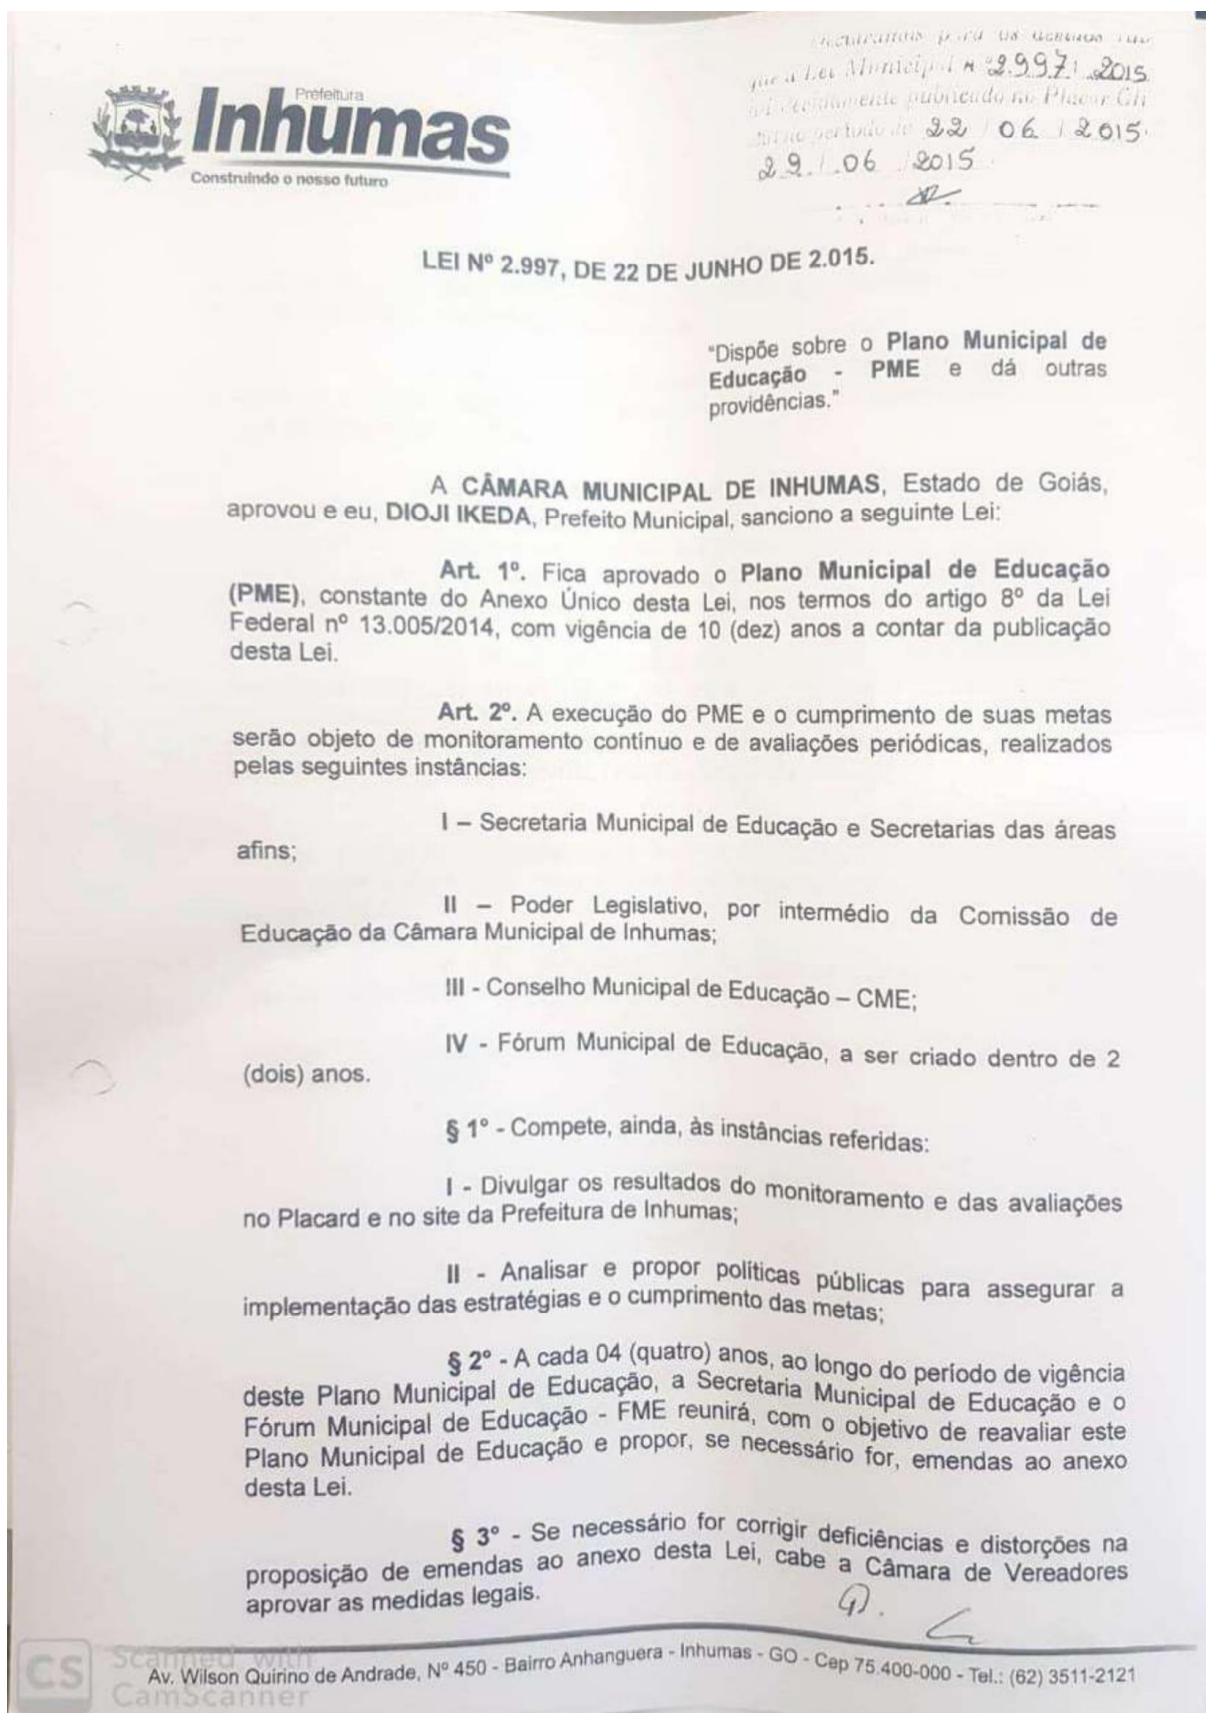 que a Lei Municipal nº 2.997 / 2015
foi devidamente publicado no Placar
no período de 22 / 06 / 2015
29 / 06 / 2015
Prefeitura
Inhumas
Construindo o nosso futuro
LEI Nº 2.997, DE 22 DE JUNHO DE 2.015.
"Dispõe sobre o Plano Municipal de
Educação - PME e dá outras
providências."
A CÂMARA MUNICIPAL DE INHUMAS, Estado de Goiás,
aprovou e eu, DIOJI IKEDA, Prefeito Municipal, sanciono a seguinte Lei:
Art. 1º. Fica aprovado o Plano Municipal de Educação
(PME), constante do Anexo Único desta Lei, nos termos do artigo 8º da Lei
Federal nº 13.005/2014, com vigência de 10 (dez) anos a contar da publicação
desta Lei.
Art. 2º. A execução do PME e o cumprimento de suas metas
serão objeto de monitoramento contínuo e de avaliações periódicas, realizados
pelas seguintes instâncias:
I – Secretaria Municipal de Educação e Secretarias das áreas
afins;
II – Poder Legislativo, por intermédio da Comissão de
Educação da Câmara Municipal de Inhumas;
III - Conselho Municipal de Educação – CME;
IV - Fórum Municipal de Educação, a ser criado dentro de 2
(dois) anos.
§ 1º - Compete, ainda, às instâncias referidas:
I - Divulgar os resultados do monitoramento e das avaliações
no Placard e no site da Prefeitura de Inhumas;
II - Analisar e propor políticas públicas para assegurar a
implementação das estratégias e o cumprimento das metas;
§ 2º - A cada 04 (quatro) anos, ao longo do período de vigência
deste Plano Municipal de Educação, a Secretaria Municipal de Educação e o
Fórum Municipal de Educação - FME reunirá, com o objetivo de reavaliar este
Plano Municipal de Educação e propor, se necessário for, emendas ao anexo
desta Lei.
§ 3º - Se necessário for corrigir deficiências e distorções na
proposição de emendas ao anexo desta Lei, cabe a Câmara de Vereadores
aprovar as medidas legais.
Av. Wilson Quirino de Andrade, Nº 450 - Bairro Anhanguera - Inhumas - GO - Cep 75.400-000 - Tel.: (62) 3511-2121
CS Scanned with
CamScanner